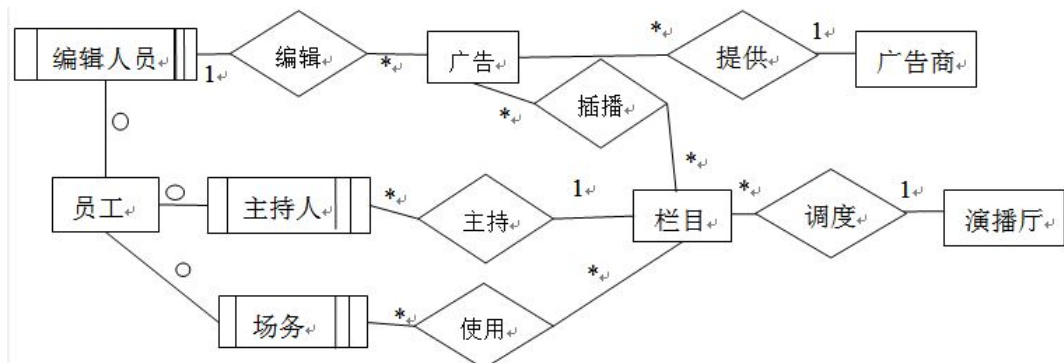 编辑人员 1 编辑 * 广告 * 提供 1 广告商
* 插播 *
员工 主持人 * 主持 1 栏目 * 调度 1 演播厅
场务 * 使用 *